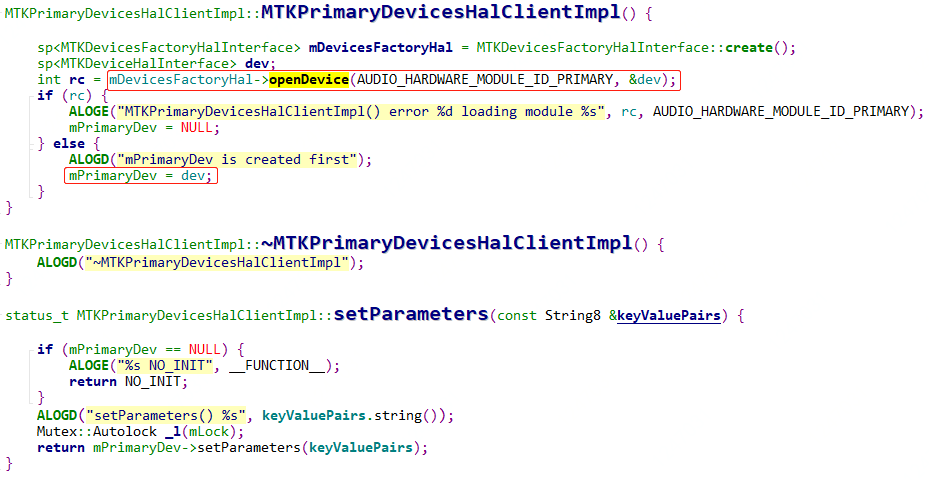 MTKPrimaryDevicesHalClientImpl::MTKPrimaryDevicesHalClientImpl() {
sp<MTKDevicesFactoryHalInterface> mDevicesFactoryHal = MTKDevicesFactoryHalInterface::create();
sp<MTKDeviceHalInterface> dev;
int rc = mDevicesFactoryHal->openDevice(AUDIO_HARDWARE_MODULE_ID_PRIMARY, &dev);
if (rc) {
ALOGE("MTKPrimaryDevicesHalClientImpl() error %d loading module %s", rc, AUDIO_HARDWARE_MODULE_ID_PRIMARY);
mPrimaryDev = NULL;
} else {
ALOGD("mPrimaryDev is created first");
mPrimaryDev = dev;
}
}
MTKPrimaryDevicesHalClientImpl::~MTKPrimaryDevicesHalClientImpl() {
ALOGD("~MTKPrimaryDevicesHalClientImpl");
}
status_t MTKPrimaryDevicesHalClientImpl::setParameters(const String8 &keyValuePairs) {
if (mPrimaryDev == NULL) {
ALOGE("%s NO_INIT", __FUNCTION__);
return NO_INIT;
}
ALOGD("setParameters() %s", keyValuePairs.string());
Mutex::Autolock _l(mLock);
return mPrimaryDev->setParameters(keyValuePairs);
}